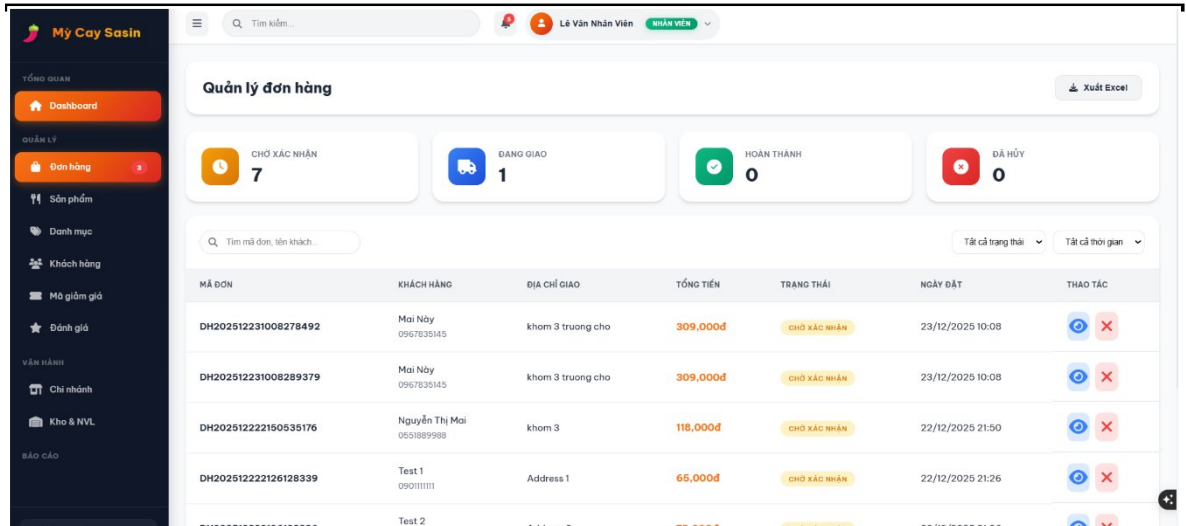 Mỳ Cay Sasin
Tìm kiếm...
Lê Văn Nhân Viên
NHÂN VIÊN
TỔNG QUAN
Dashboard
QUẢN LÝ
Đơn hàng
3
Sản phẩm
Danh mục
Khách hàng
Mã giảm giá
Đánh giá
VẬN HÀNH
Chi nhánh
Kho & NVL
BÁO CÁO
Quản lý đơn hàng
Xuất Excel
CHỜ XÁC NHẬN
7
ĐANG GIAO
1
HOÀN THÀNH
0
ĐÃ HỦY
0
Tìm mã đơn, tên khách...
Tất cả trạng thái
Tất cả thời gian
MÃ ĐƠN KHÁCH HÀNG ĐỊA CHỈ GIAO TỔNG TIỀN TRẠNG THÁI NGÀY ĐẶT THAO TÁC
DH202512231008278492 Mai Này 0967835145 khom 3 truong cho 309,000đ CHỜ XÁC NHẬN 23/12/2025 10:08
DH202512231008289379 Mai Này 0967835145 khom 3 truong cho 309,000đ CHỜ XÁC NHẬN 23/12/2025 10:08
DH202512222150535176 Nguyễn Thị Mai 0551889988 khom 3 118,000đ CHỜ XÁC NHẬN 22/12/2025 21:50
DH202512222126128339 Test 1 0901111111 Address 1 65,000đ CHỜ XÁC NHẬN 22/12/2025 21:26
Test 2